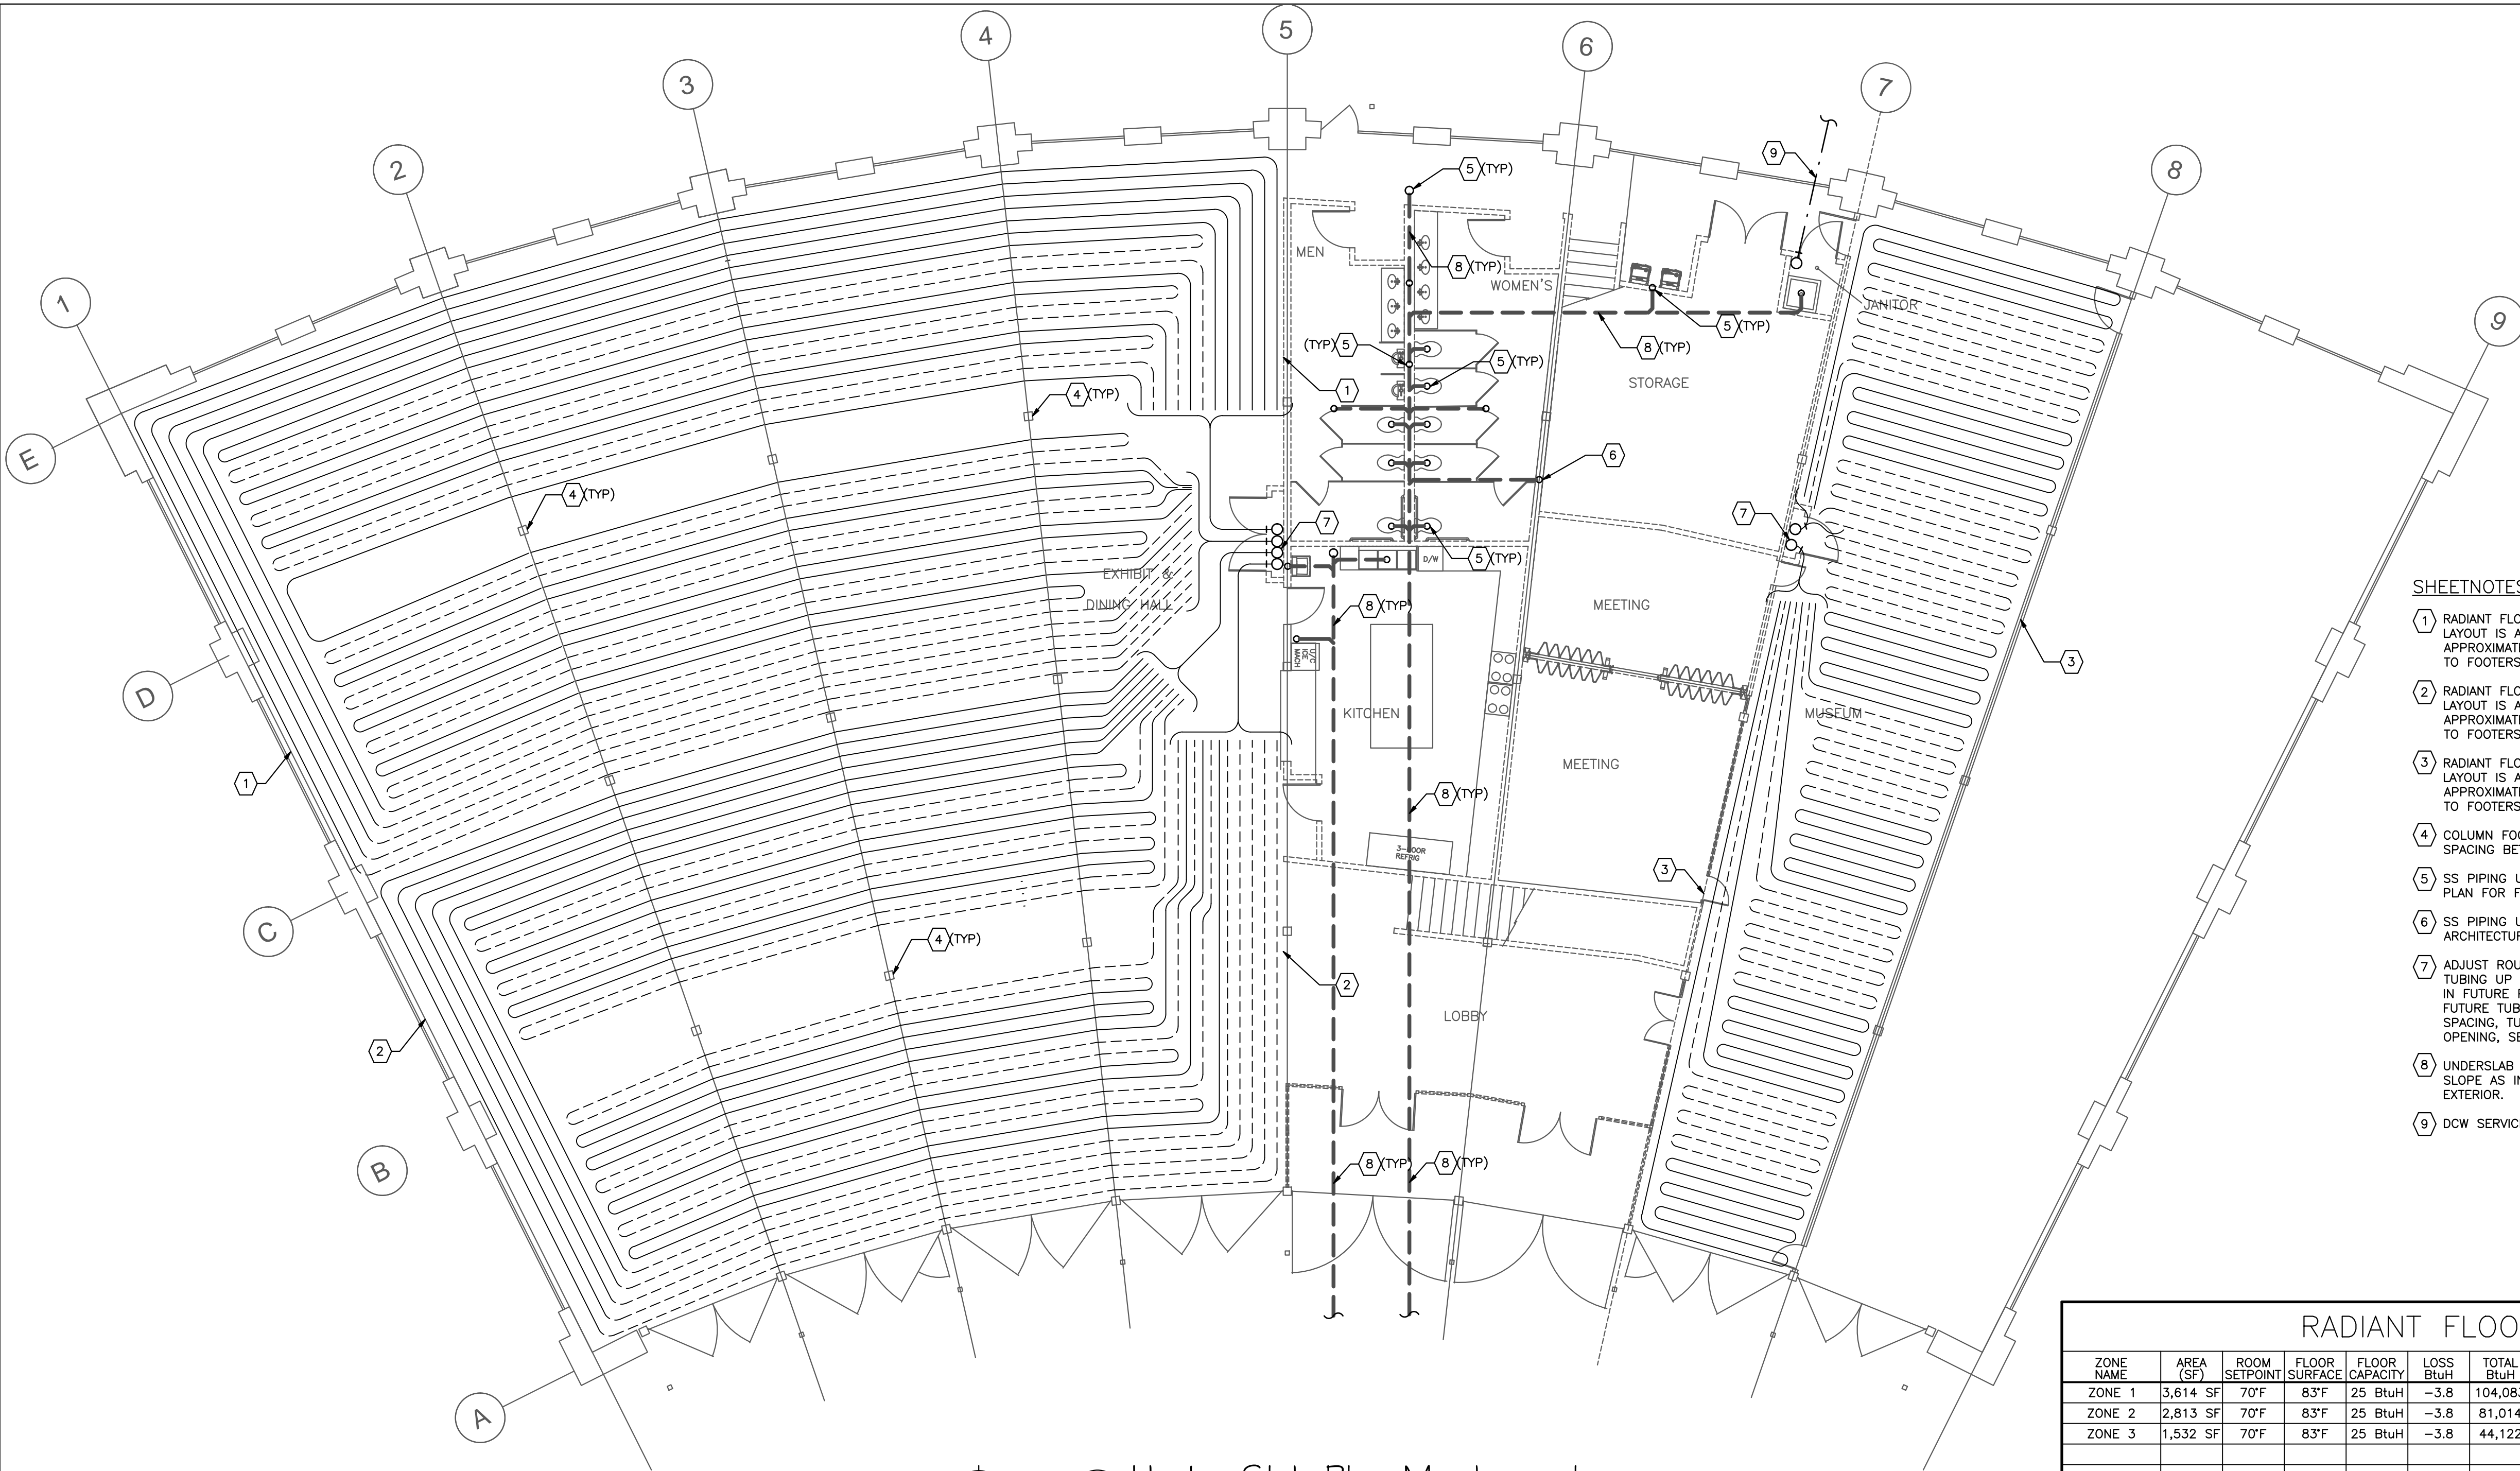 5
4
6
3
7
2
8
1
9
E
D
C
B
A
9
5 (TYP)
MEN
8 (TYP)
WOMEN'S
JANITOR
5 (TYP)
(TYP) 5
5 (TYP)
8 (TYP)
STORAGE
1
4 (TYP)
4 (TYP)
6
7
7
5 (TYP)
D/W
EXHIBIT &
DINING HALL
8 (TYP)
MEETING
U/C
ICE
MACH
3
KITCHEN
MUSEUM
MEETING
1
8 (TYP)
3-DOOR
REFRIG
3
4 (TYP)
2
LOBBY
2
8 (TYP)
8 (TYP)
SHEETNOTES
1 RADIANT FLO
LAYOUT IS A
APPROXIMATE
TO FOOTERS
2 RADIANT FLO
LAYOUT IS A
APPROXIMATE
TO FOOTERS
3 RADIANT FLO
LAYOUT IS A
APPROXIMATE
TO FOOTERS
4 COLUMN FOO
SPACING BET
5 SS PIPING U
PLAN FOR F
6 SS PIPING U
ARCHITECTUR
7 ADJUST ROU
TUBING UP
IN FUTURE
FUTURE TUB
SPACING, TU
OPENING, SE
8 UNDERSLAB
SLOPE AS IN
EXTERIOR.
9 DCW SERVIC
RADIANT FLOO
ZONE NAME AREA (SF) ROOM SETPOINT FLOOR SURFACE FLOOR CAPACITY LOSS BtuH TOTAL BtuH
ZONE 1 3,614 SF 70°F 83°F 25 BtuH -3.8 104,083
ZONE 2 2,813 SF 70°F 83°F 25 BtuH -3.8 81,014
ZONE 3 1,532 SF 70°F 83°F 25 BtuH -3.8 44,122